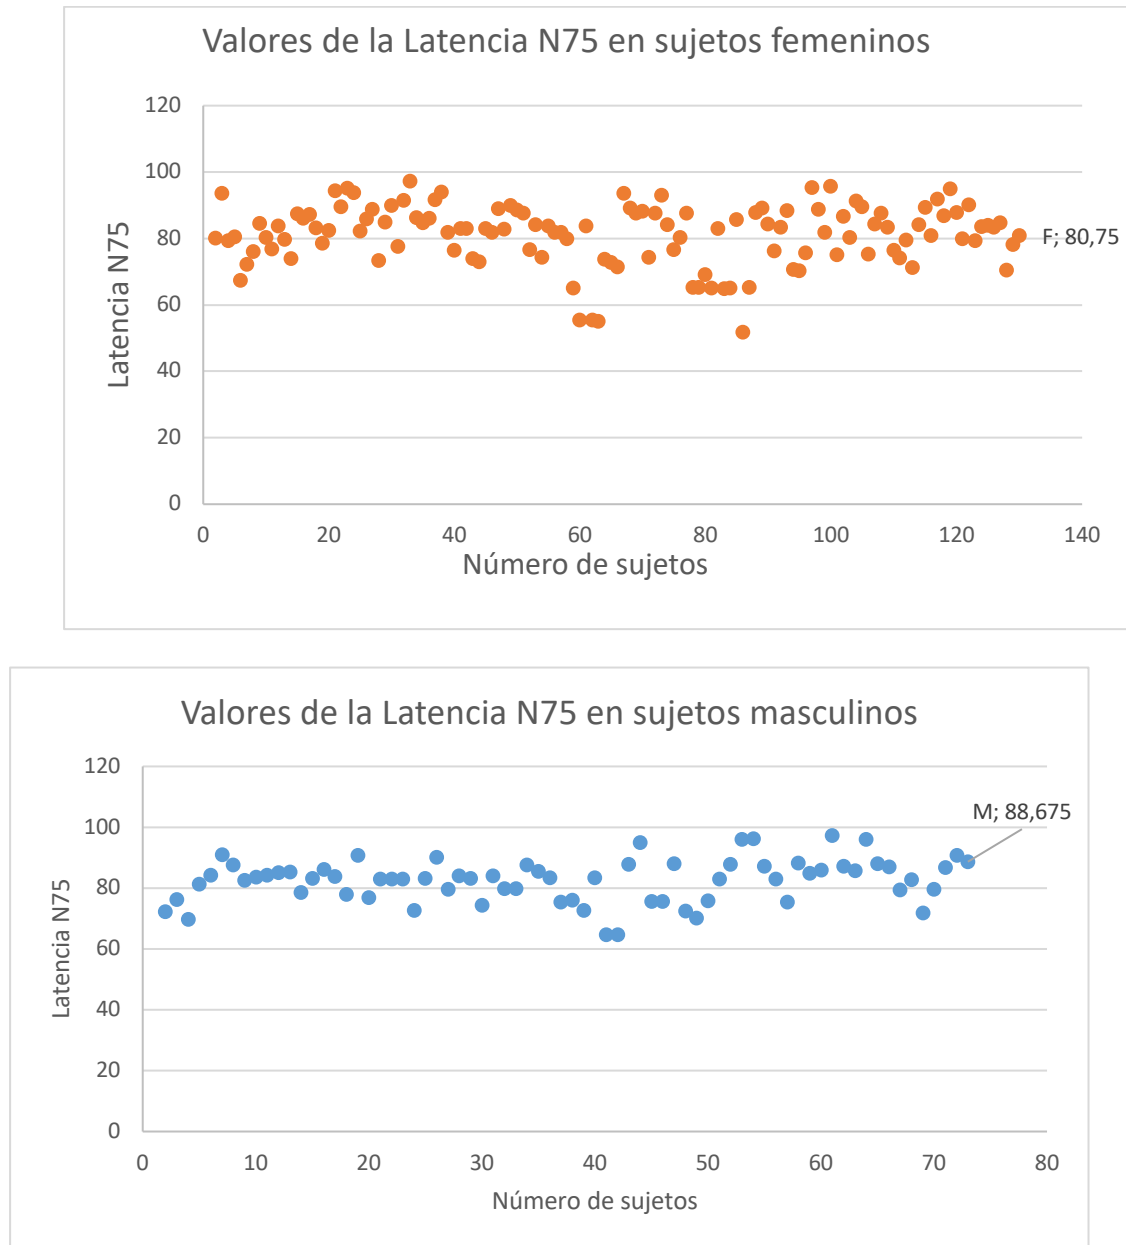 Valores de la Latencia N75 en sujetos femeninos
120
100
80
60
40
20
0
Latencia N75
F; 80,75
0 20 40 60 80 100 120 140
Número de sujetos
Valores de la Latencia N75 en sujetos masculinos
120
100
80
60
40
20
0
Latencia N75
M; 88,675
0 10 20 30 40 50 60 70 80
Número de sujetos